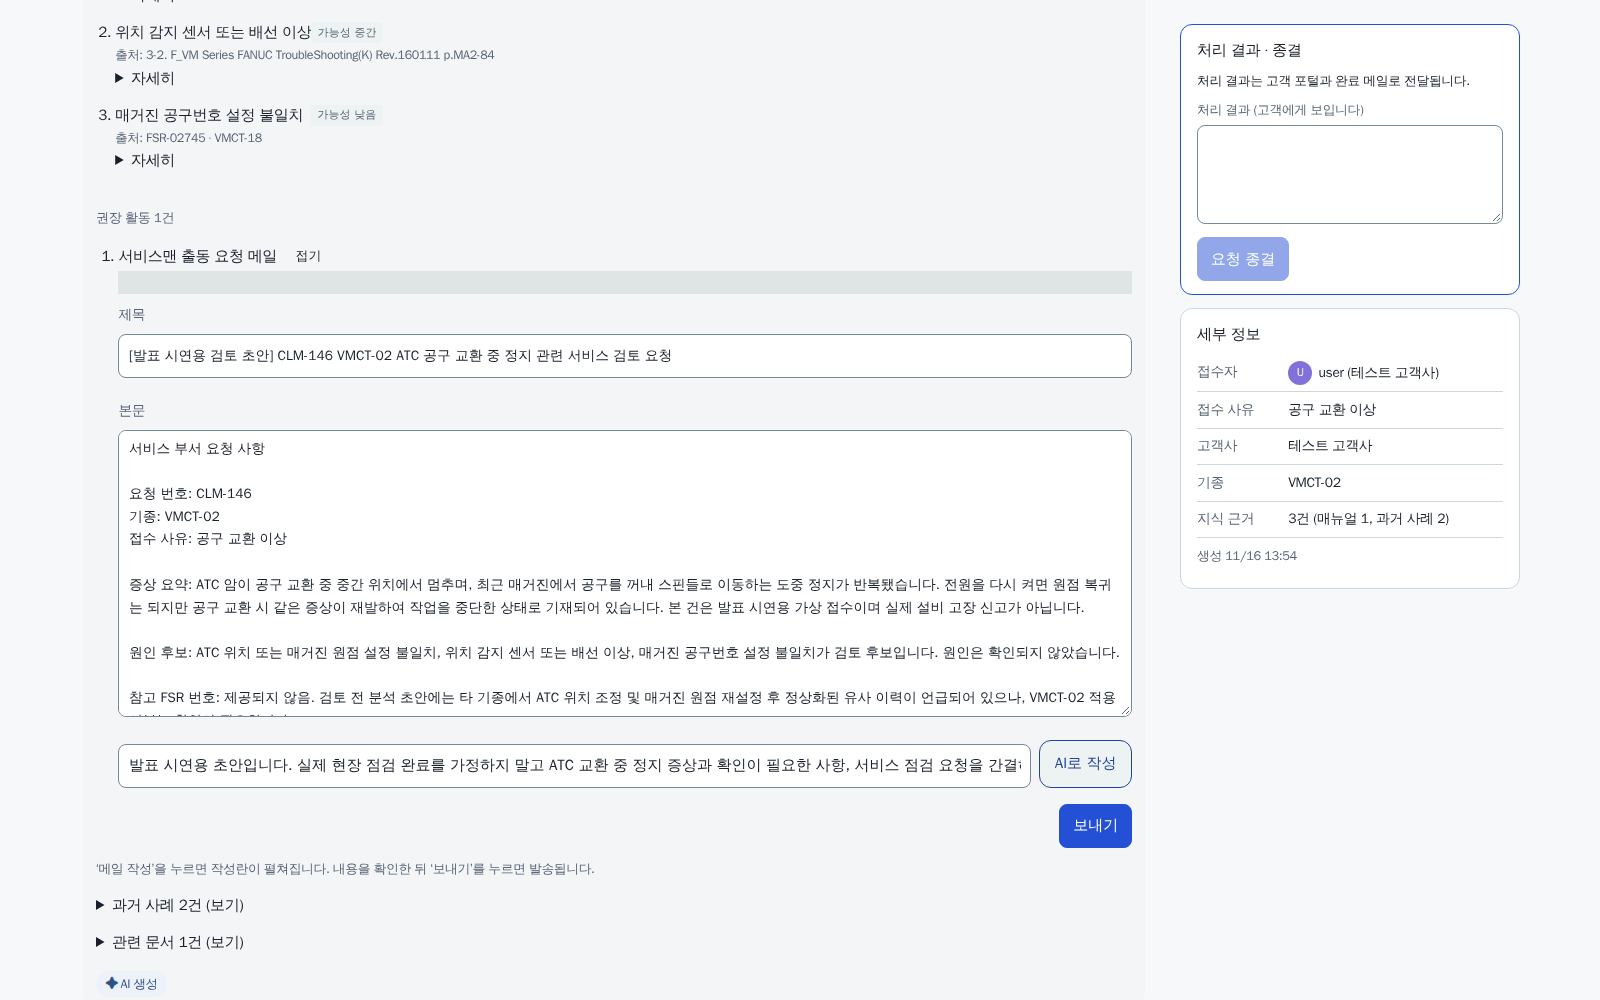 2. 위치 감지 센서 또는 배선 이상 가능성 중간
출처: 3-2. F_VM Series FANUC TroubleShooting(K) Rev.160111 p.MA2-84
▶ 자세히
3. 매거진 공구번호 설정 불일치 가능성 낮음
출처: FSR-02745 · VMCT-18
▶ 자세히
권장 활동 1건
1. 서비스맨 출동 요청 메일 접기
제목
[발표 시연용 검토 초안] CLM-146 VMCT-02 ATC 공구 교환 중 정지 관련 서비스 검토 요청
본문
서비스 부서 요청 사항
요청 번호: CLM-146
기종: VMCT-02
접수 사유: 공구 교환 이상
증상 요약: ATC 암이 공구 교환 중 중간 위치에서 멈추며, 최근 매거진에서 공구를 꺼내 스핀들로 이동하는 도중 정지가 반복됐습니다. 전원을 다시 켜면 원점 복귀
는 되지만 공구 교환 시 같은 증상이 재발하여 작업을 중단한 상태로 기재되어 있습니다. 본 건은 발표 시연용 가상 접수이며 실제 설비 고장 신고가 아닙니다.
원인 후보: ATC 위치 또는 매거진 원점 설정 불일치, 위치 감지 센서 또는 배선 이상, 매거진 공구번호 설정 불일치가 검토 후보입니다. 원인은 확인되지 않았습니다.
참고 FSR 번호: 제공되지 않음. 검토 전 분석 초안에는 타 기종에서 ATC 위치 조정 및 매거진 원점 재설정 후 정상화된 유사 이력이 언급되어 있으나, VMCT-02 적용
발표 시연용 초안입니다. 실제 현장 점검 완료를 가정하지 말고 ATC 교환 중 정지 증상과 확인이 필요한 사항, 서비스 점검 요청을 간결
AI로 작성
보내기
‘메일 작성’을 누르면 작성란이 펼쳐집니다. 내용을 확인한 뒤 ‘보내기’를 누르면 발송됩니다.
▶ 과거 사례 2건 (보기)
▶ 관련 문서 1건 (보기)
AI 생성
처리 결과 · 종결
처리 결과는 고객 포털과 완료 메일로 전달됩니다.
처리 결과 (고객에게 보입니다)
요청 종결
세부 정보
접수자 U user (테스트 고객사)
접수 사유 공구 교환 이상
고객사 테스트 고객사
기종 VMCT-02
지식 근거 3건 (매뉴얼 1, 과거 사례 2)
생성 11/16 13:54